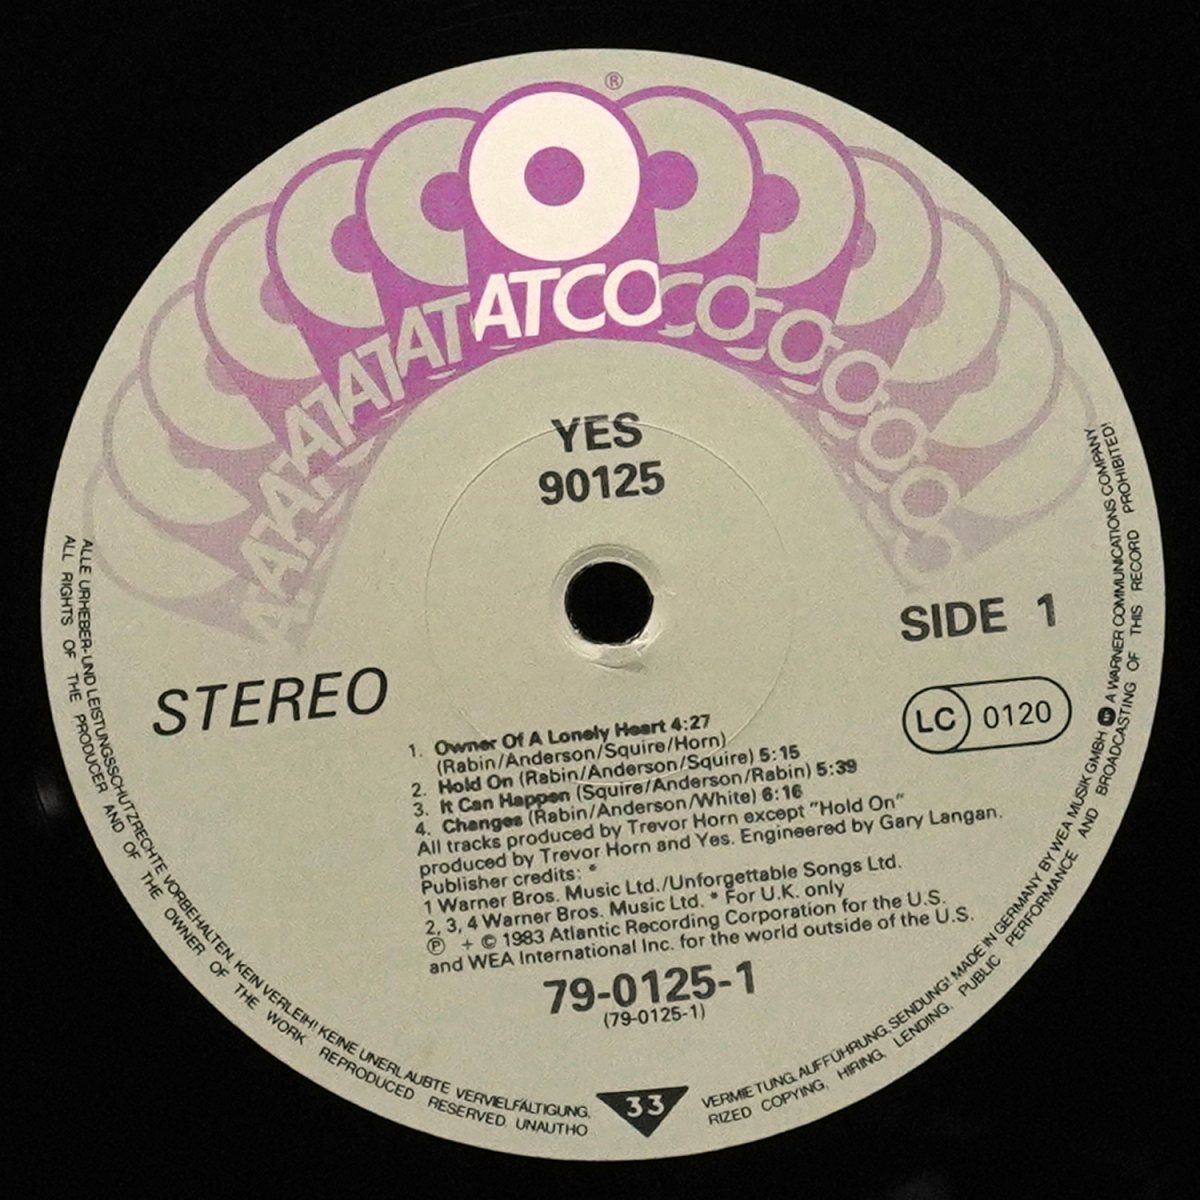 ®
ATCO
YES
90125
SIDE 1
STEREO
LC 0120
1. Owner Of A Lonely Heart 4:27
(Rabin/Anderson/Squire/Horn)
2. Hold On (Rabin/Anderson/Squire) 5:15
3. It Can Happen (Squire/Anderson/Rabin) 5:39
4. Changes (Rabin/Anderson/White) 6:16
All tracks produced by Trevor Horn except "Hold On"
produced by Trevor Horn and Yes. Engineered by Gary Langan.
Publisher credits: *
1 Warner Bros. Music Ltd./Unforgettable Songs Ltd.
2, 3, 4 Warner Bros. Music Ltd. * For U.K. only
Ⓟ + © 1983 Atlantic Recording Corporation for the U.S.
and WEA International Inc. for the world outside of the U.S.
79-0125-1
(79-0125-1)
33
ALLE URHEBER- UND LEISTUNGSSCHUTZRECHTE VORBEHALTEN. KEIN VERLEIH! KEINE UNERLAUBTE VERVIELFÄLTIGUNG, VERMIETUNG, AUFFÜHRUNG, SENDUNG! MADE IN GERMANY BY WEA MUSIK GMBH A WARNER COMMUNICATIONS COMPANY
ALL RIGHTS OF THE PRODUCER AND OF THE OWNER OF THE WORK REPRODUCED RESERVED. UNAUTHO RIZED COPYING, HIRING, LENDING, PUBLIC PERFORMANCE AND BROADCASTING OF THIS RECORD PROHIBITED!